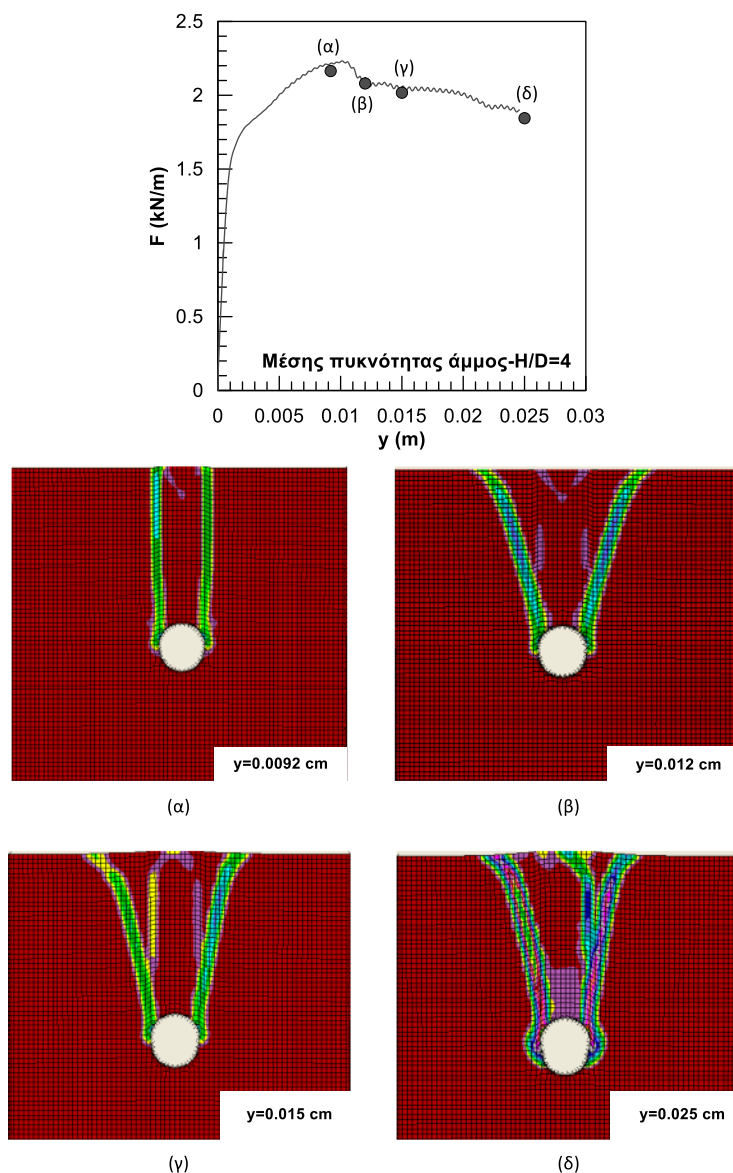 2.5
2
1.5
1
0.5
0
F (kN/m)
(α)
(β)
(γ)
(δ)
Μέσης πυκνότητας άμμος-H/D=4
0 0.005 0.01 0.015 0.02 0.025 0.03
y (m)
y=0.0092 cm
y=0.012 cm
(α)
(β)
y=0.015 cm
y=0.025 cm
(γ)
(δ)